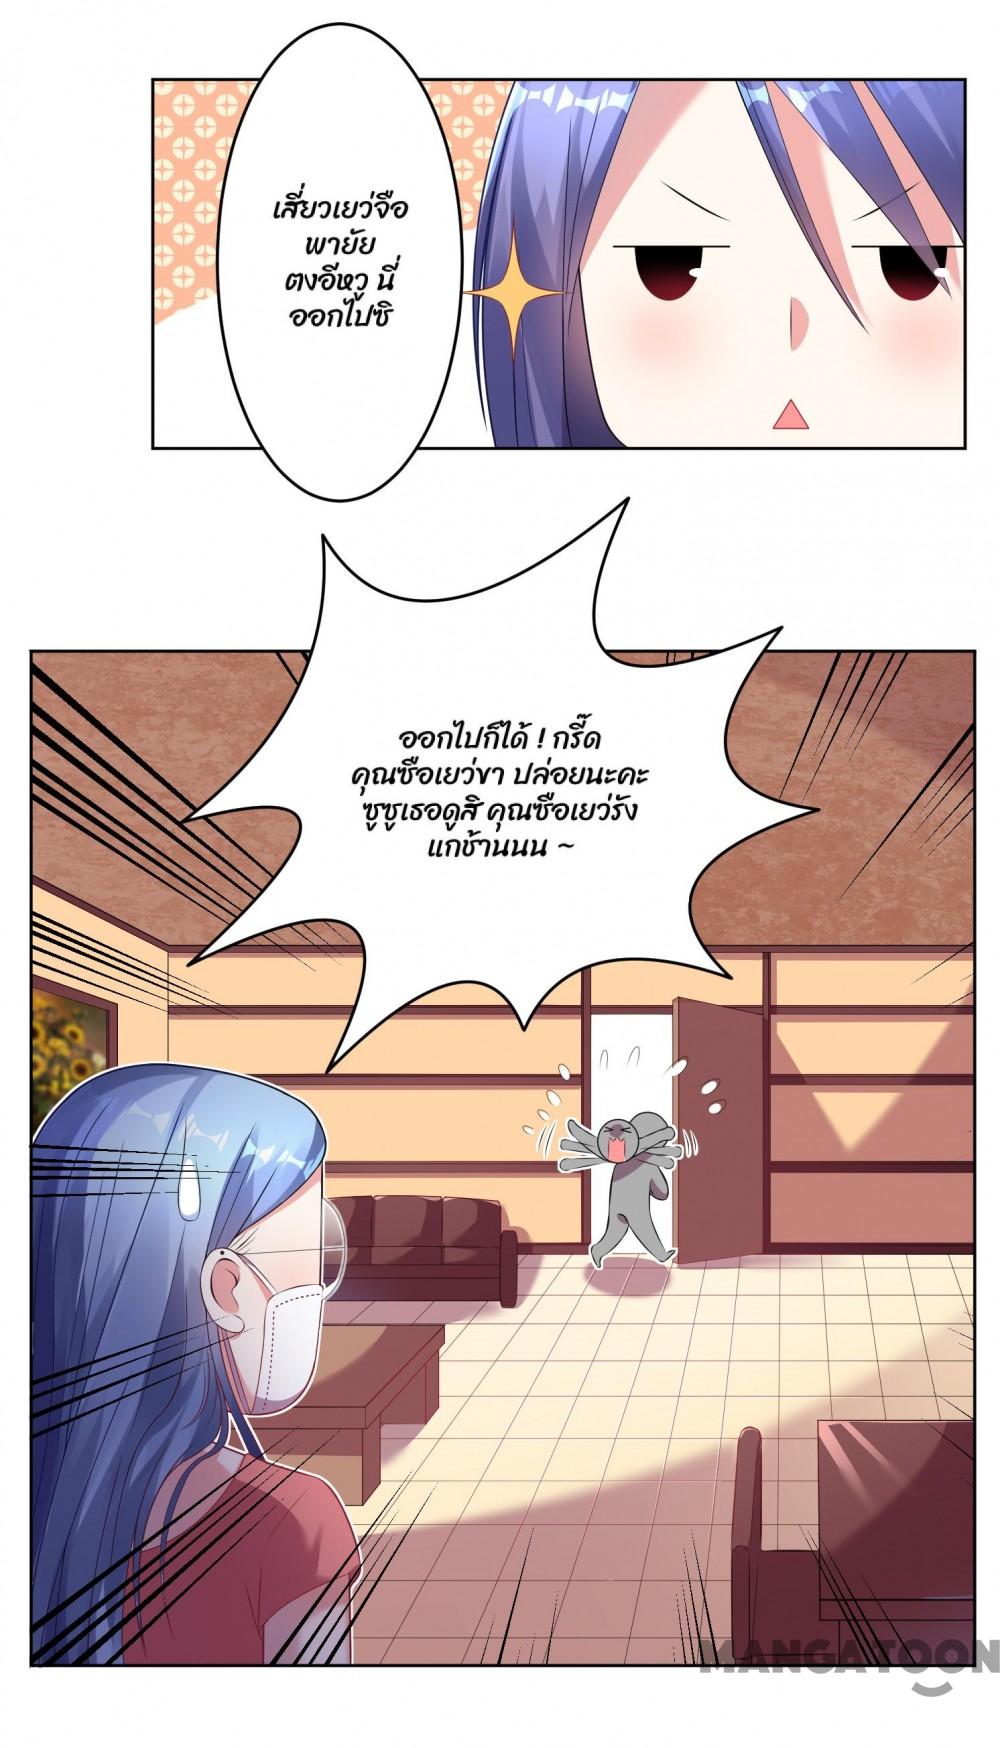 เสี่ยวเยว่จือ
พายัย
ตงอีหวู นี่
ออกไปซิ
ออกไปก็ได้ ! กรี๊ด
คุณซือเยว่ขา ปล่อยนะคะ
ซูซูเธอดูสิ คุณซือเยว่รัง
แกช้านนน ~
MANGATOON